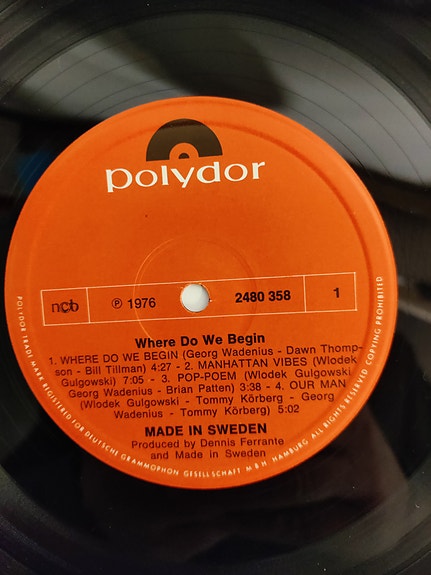 polydor
ncb
℗ 1976
2480 358
1
Where Do We Begin
1. WHERE DO WE BEGIN (Georg Wadenius - Dawn Thomp-
son - Bill Tillman) 4:27 - 2. MANHATTAN VIBES (Wlodek
Gulgowski) 7:05 - 3. POP-POEM (Wlodek Gulgowski -
Georg Wadenius - Brian Patten) 3:38 - 4. OUR MAN
(Wlodek Gulgowski - Tommy Körberg - Georg
Wadenius - Tommy Körberg) 5:02
MADE IN SWEDEN
Produced by Dennis Ferrante
and Made in Sweden
POLYDOR TRADE MARK REGISTERED FOR DEUTSCHE GRAMMOPHON GESELLSCHAFT M·B·H HAMBURG ALL RIGHTS RESERVED COPYING PROHIBITED